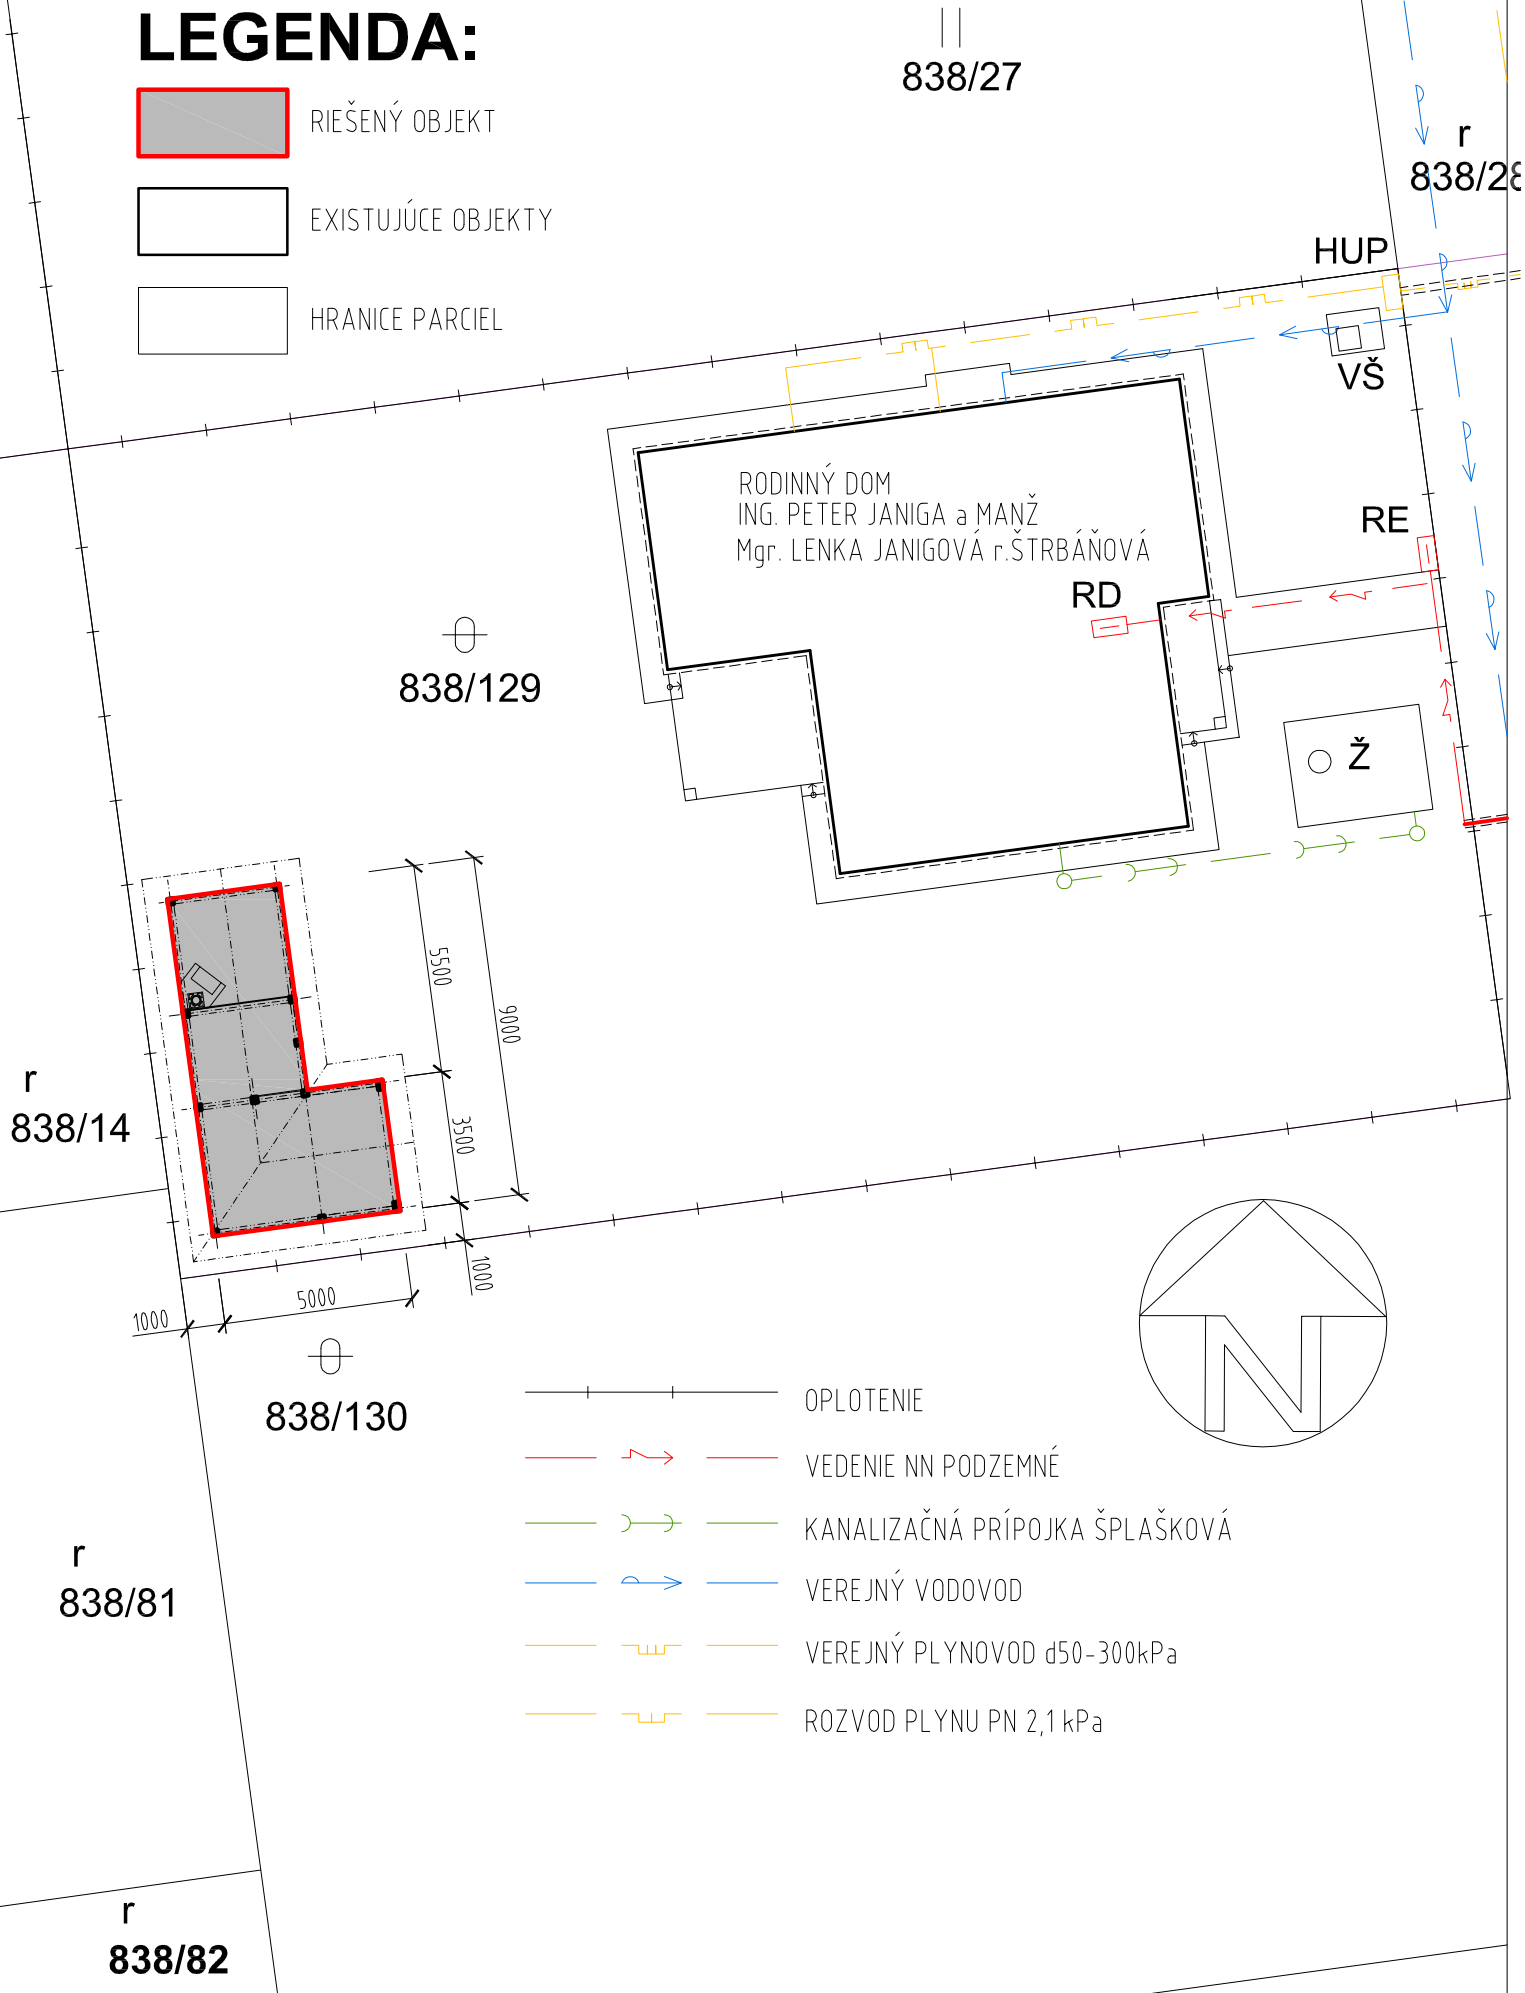 LEGENDA:
RIEŠENÝ OBJEKT
EXISTUJÚCE OBJEKTY
HRANICE PARCIEL
838/27
r
838/28
HUP
VŠ
RODINNÝ DOM
ING. PETER JANIGA a MANŽ
Mgr. LENKA JANIGOVÁ r.ŠTRBÁŇOVÁ
RE
RD
838/129
Ž
5500
9000
3500
1000
5000
1000
r
838/14
838/130
N
OPLOTENIE
VEDENIE NN PODZEMNÉ
KANALIZAČNÁ PRÍPOJKA ŠPLAŠKOVÁ
VEREJNÝ VODOVOD
VEREJNÝ PLYNOVOD d50-300kPa
ROZVOD PLYNU PN 2,1 kPa
r
838/81
r
838/82